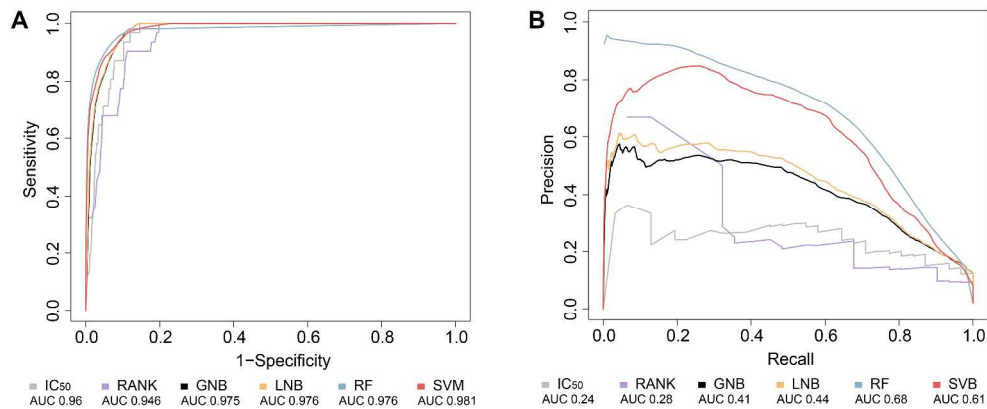 A
Sensitivity
1.0
0.8
0.6
0.4
0.2
0.0
0.0 0.2 0.4 0.6 0.8 1.0
1−Specificity
IC50 RANK GNB LNB RF SVM
AUC 0.96 AUC 0.946 AUC 0.975 AUC 0.976 AUC 0.976 AUC 0.981
B
Precision
1.0
0.8
0.6
0.4
0.2
0.0
0.0 0.2 0.4 0.6 0.8 1.0
Recall
IC50 RANK GNB LNB RF SVB
AUC 0.24 AUC 0.28 AUC 0.41 AUC 0.44 AUC 0.68 AUC 0.61